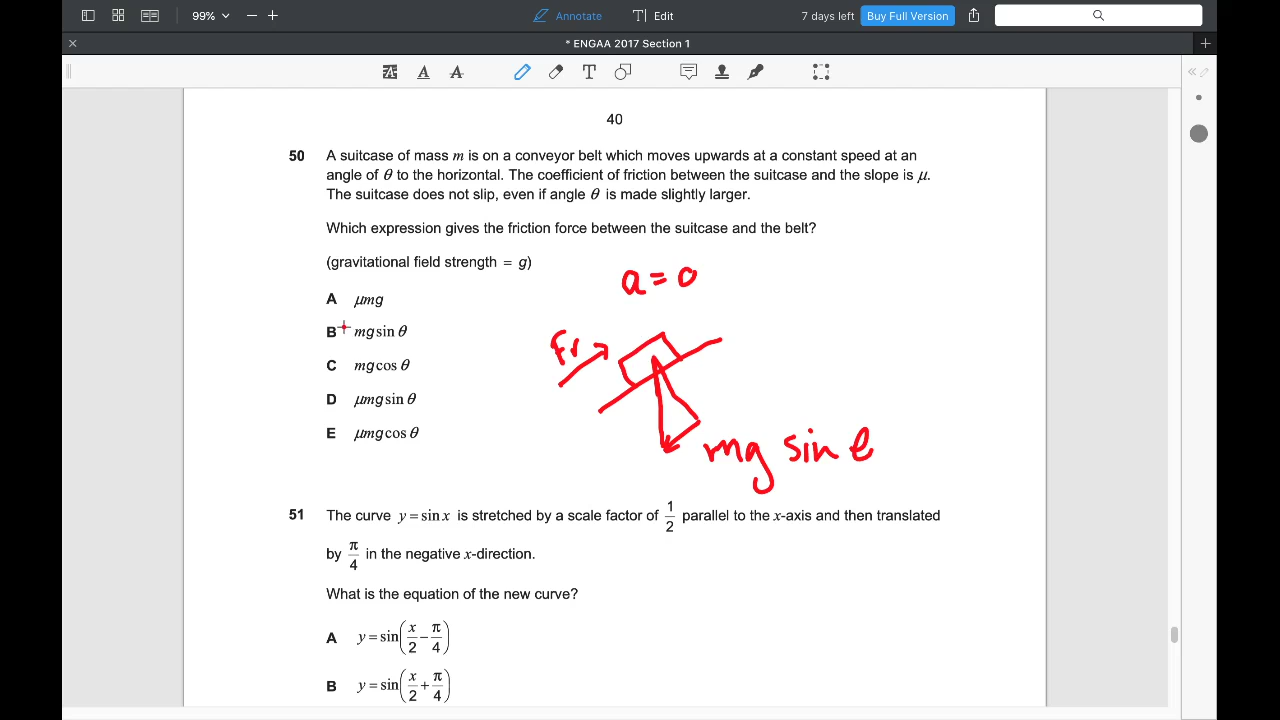 99%
Annotate
Edit
7 days left
Buy Full Version
* ENGAA 2017 Section 1
40
50 A suitcase of mass m is on a conveyor belt which moves upwards at a constant speed at an
angle of θ to the horizontal. The coefficient of friction between the suitcase and the slope is μ.
The suitcase does not slip, even if angle θ is made slightly larger.
Which expression gives the friction force between the suitcase and the belt?
(gravitational field strength = g)
a = 0
A μmg
B mg sin θ
Fr
C mg cos θ
D μmg sin θ
E μmg cos θ
mg sin θ
51 The curve y = sin x is stretched by a scale factor of 1/2 parallel to the x-axis and then translated
by π/4 in the negative x-direction.
What is the equation of the new curve?
A y = sin(x/2 − π/4)
B y = sin(x/2 + π/4)